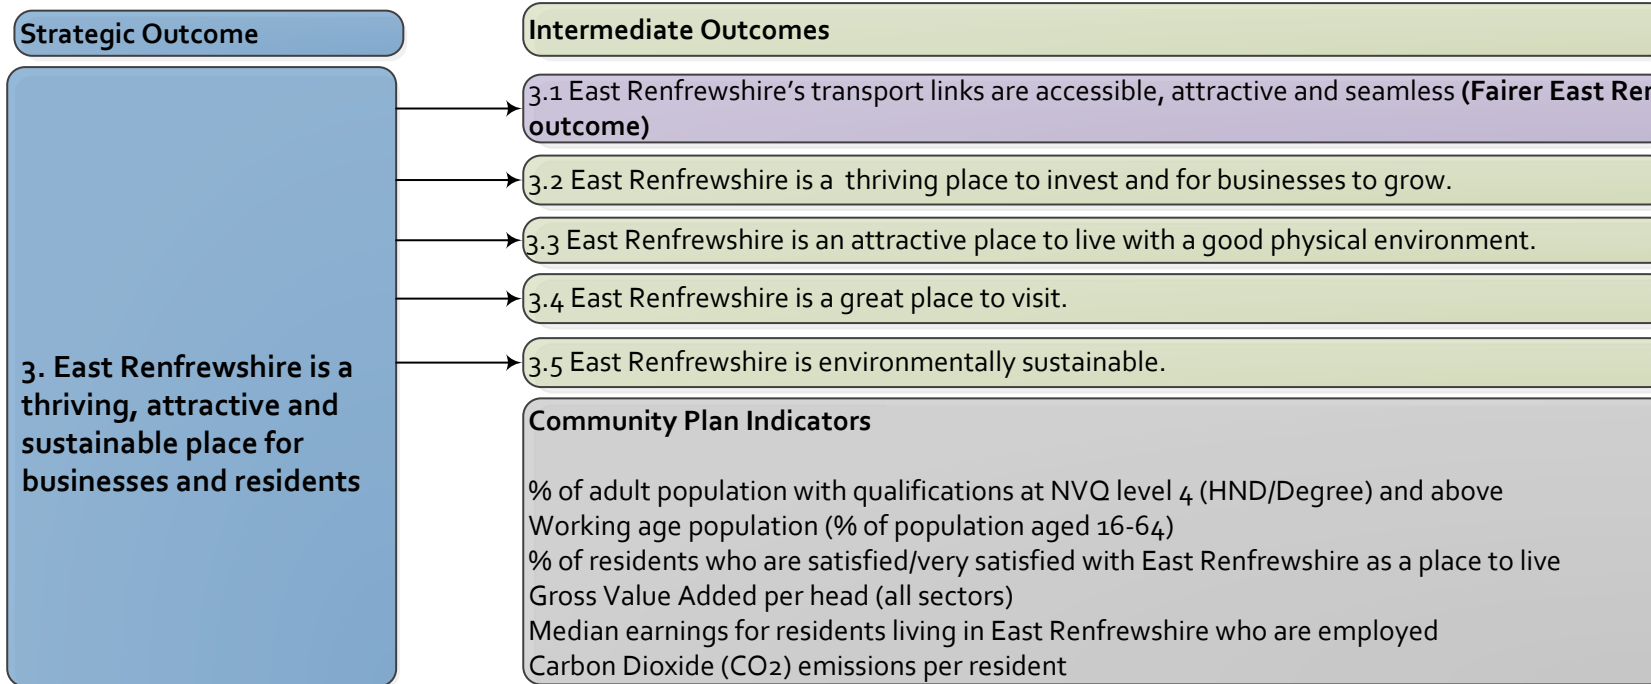 Strategic Outcome
3. East Renfrewshire is a
thriving, attractive and
sustainable place for
businesses and residents
Intermediate Outcomes
3.1 East Renfrewshire’s transport links are accessible, attractive and seamless (Fairer East Ren
outcome)
3.2 East Renfrewshire is a  thriving place to invest and for businesses to grow.
3.3 East Renfrewshire is an attractive place to live with a good physical environment.
3.4 East Renfrewshire is a great place to visit.
3.5 East Renfrewshire is environmentally sustainable.
Community Plan Indicators
% of adult population with qualifications at NVQ level 4 (HND/Degree) and above
Working age population (% of population aged 16-64)
% of residents who are satisfied/very satisfied with East Renfrewshire as a place to live
Gross Value Added per head (all sectors)
Median earnings for residents living in East Renfrewshire who are employed
Carbon Dioxide (CO2) emissions per resident